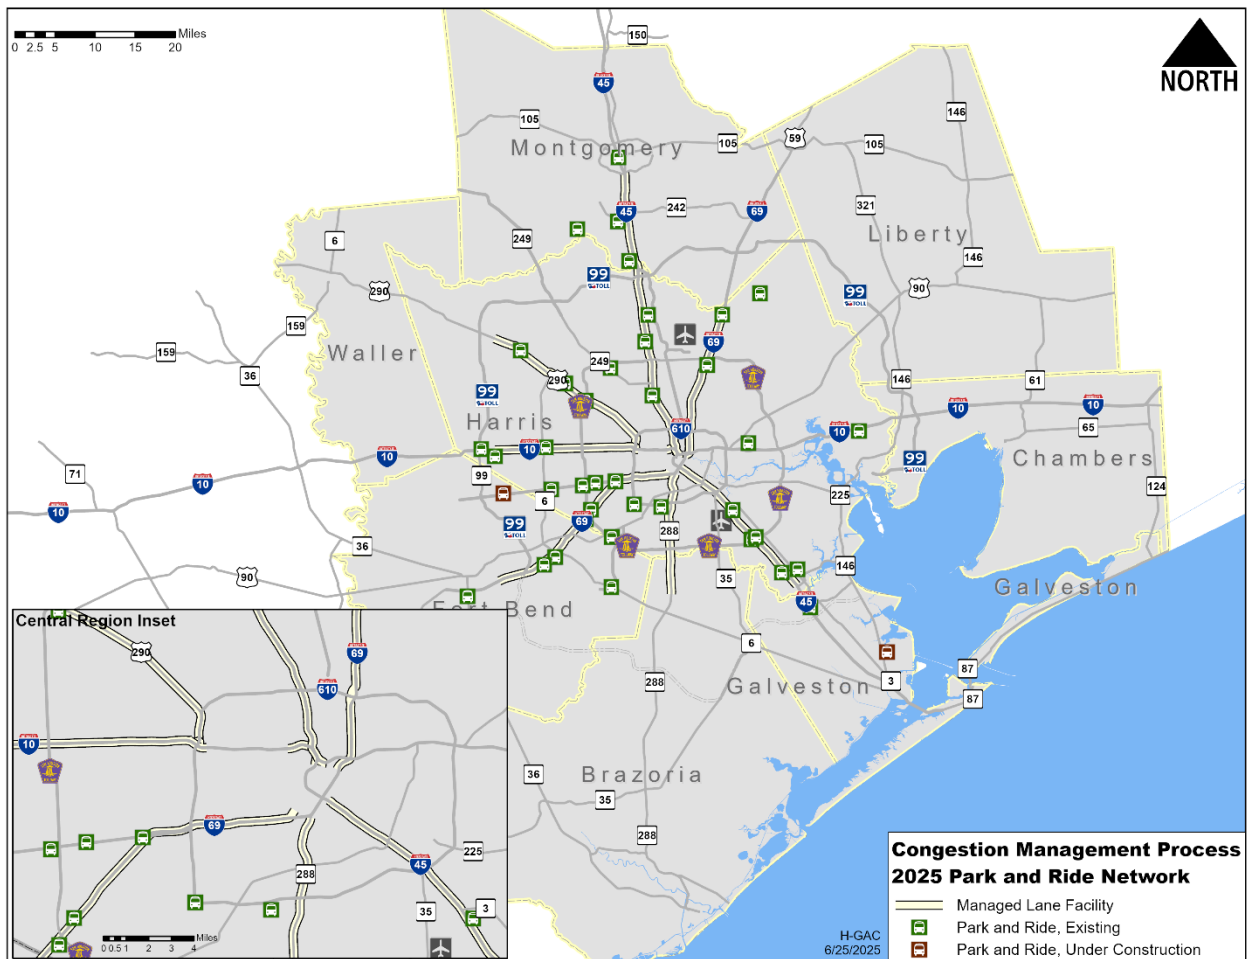 0 2.5 5 10 15 20 Miles
NORTH
150
45
146
105
59
105
105
Montgomery
45
242
69
321
Liberty
6
249
146
99
TOLL
290
99
TOLL
90
159
69
159
Waller
249
36
290
146
61
99
TOLL
10
10
Harris
610
65
10
10
10
Chambers
99
TOLL
71
99
10
124
6
225
10
99
TOLL
69
288
36
146
90
35
Galveston
45
Fort Bend
6
87
3
288
Galveston
87
36
Brazoria
35
288
Central Region Inset
290
69
610
10
69
225
45
288
35
3
0 0.5 1 2 3 4 Miles
Congestion Management Process
2025 Park and Ride Network
Managed Lane Facility
Park and Ride, Existing
Park and Ride, Under Construction
H-GAC
6/25/2025